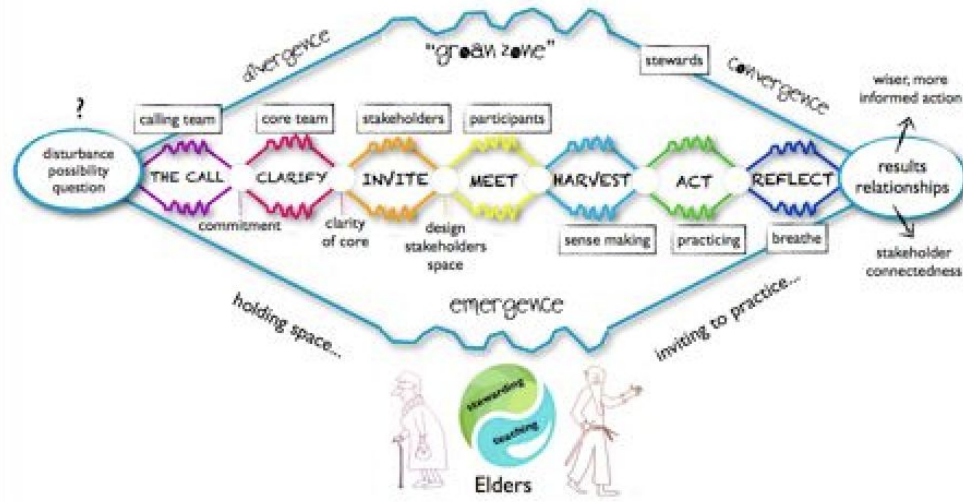 divergence
"groan zone"
stewards
convergence
wiser, more
informed action
?
calling team
core team
stakeholders
participants
disturbance
possibility
question
THE CALL
CLARIFY
INVITE
MEET
HARVEST
ACT
REFLECT
results
relationships
commitment
clarity
of core
design
stakeholders
space
sense making
practicing
breathe
stakeholder
connectedness
holding space...
emergence
inviting to practice...
stewarding
teaching
Elders